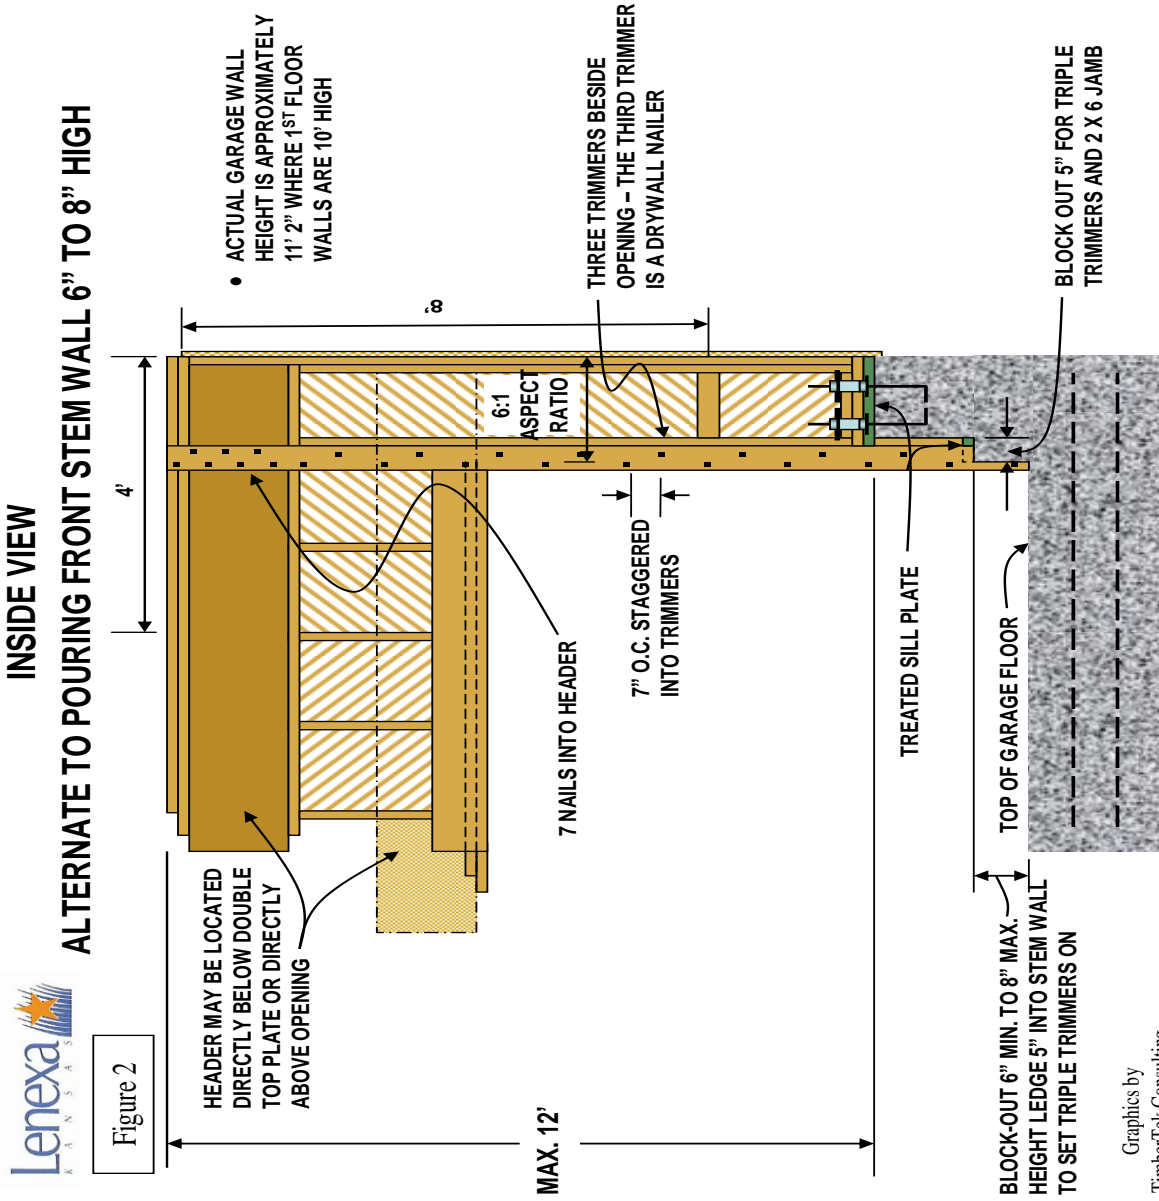 INSIDE VIEW
ALTERNATE TO POURING FRONT STEM WALL 6” TO 8” HIGH
Lenexa
KANSAS
Figure 2
• ACTUAL GARAGE WALL
HEIGHT IS APPROXIMATELY
11’ 2” WHERE 1ST FLOOR
WALLS ARE 10’ HIGH
4’
8’
HEADER MAY BE LOCATED
DIRECTLY BELOW DOUBLE
TOP PLATE OR DIRECTLY
ABOVE OPENING
6:1
ASPECT
RATIO
THREE TRIMMERS BESIDE
OPENING – THE THIRD TRIMMER
IS A DRYWALL NAILER
7 NAILS INTO HEADER
7” O.C. STAGGERED
INTO TRIMMERS
MAX. 12’
TREATED SILL PLATE
TOP OF GARAGE FLOOR
BLOCK OUT 5” FOR TRIPLE
TRIMMERS AND 2 X 6 JAMB
BLOCK-OUT 6” MIN. TO 8” MAX.
HEIGHT LEDGE 5” INTO STEM WALL
TO SET TRIPLE TRIMMERS ON
Graphics by
TimberTek Consulting